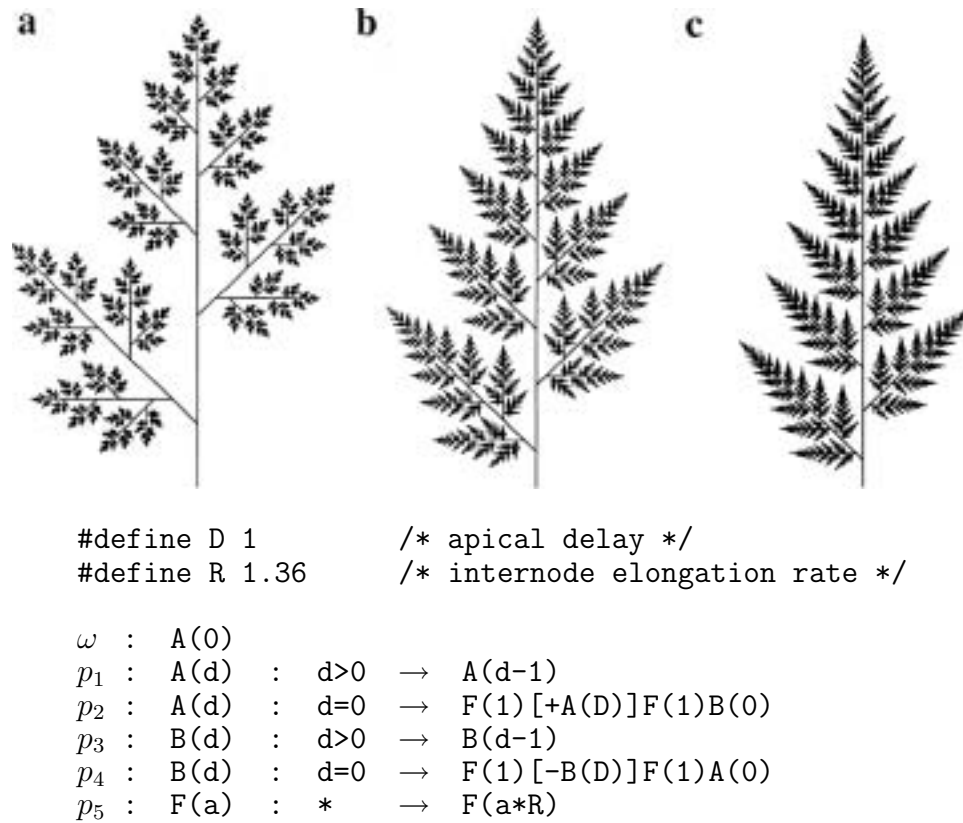 a b c
#define D 1 /* apical delay */
#define R 1.36 /* internode elongation rate */
ω : A(0)
p₁ : A(d) : d>0 → A(d-1)
p₂ : A(d) : d=0 → F(1)[+A(D)]F(1)B(0)
p₃ : B(d) : d>0 → B(d-1)
p₄ : B(d) : d=0 → F(1)[-B(D)]F(1)A(0)
p₅ : F(a) : * → F(a*R)